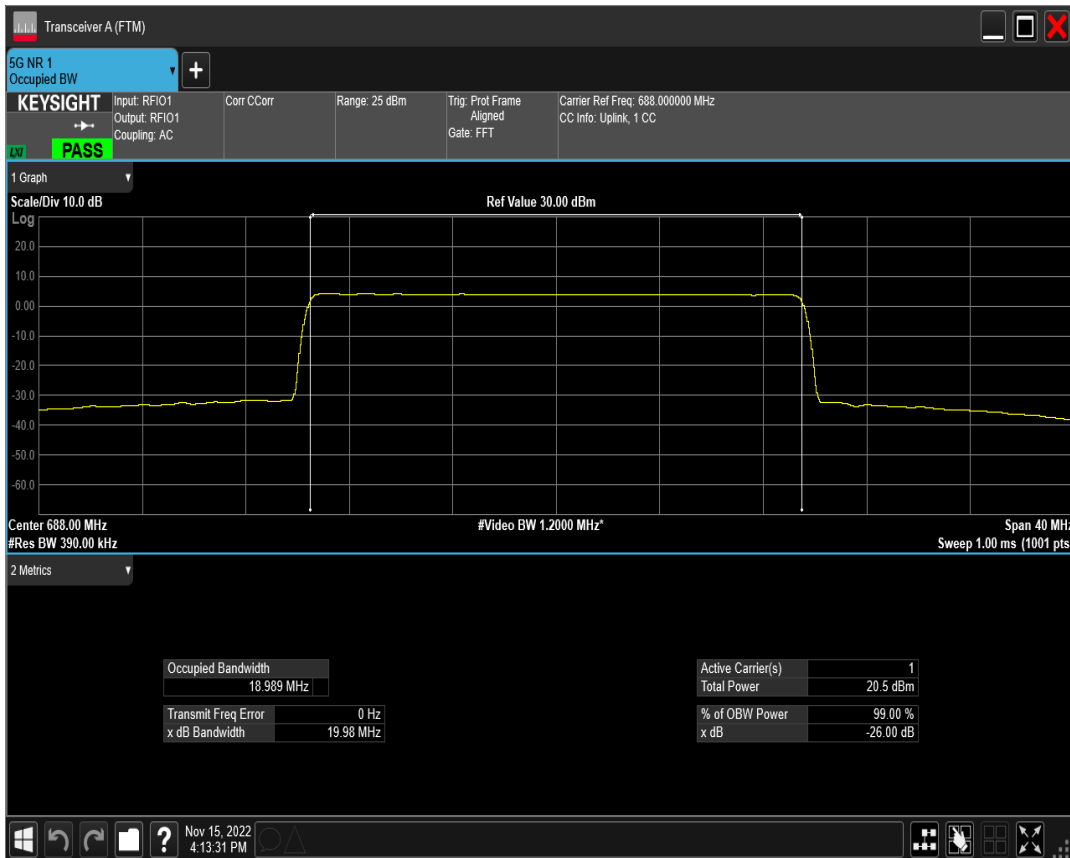 Transceiver A (FTM)
5G NR 1
Occupied BW
+
KEYSIGHT
LXI
PASS
Input: RFIO1
Output: RFIO1
Coupling: AC
Corr CCorr
Range: 25 dBm
Trig: Prot Frame
Aligned
Gate: FFT
Carrier Ref Freq: 688.000000 MHz
CC Info: Uplink, 1 CC
1 Graph
Scale/Div 10.0 dB
Ref Value 30.00 dBm
Log
20.0
10.0
0.00
-10.0
-20.0
-30.0
-40.0
-50.0
-60.0
Center 688.00 MHz
#Video BW 1.2000 MHz*
Span 40 MHz
#Res BW 390.00 kHz
Sweep 1.00 ms (1001 pts
2 Metrics
Occupied Bandwidth
18.989 MHz
Transmit Freq Error 0 Hz
x dB Bandwidth 19.98 MHz
Active Carrier(s) 1
Total Power 20.5 dBm
% of OBW Power 99.00 %
x dB -26.00 dB
?
Nov 15, 2022
4:13:31 PM